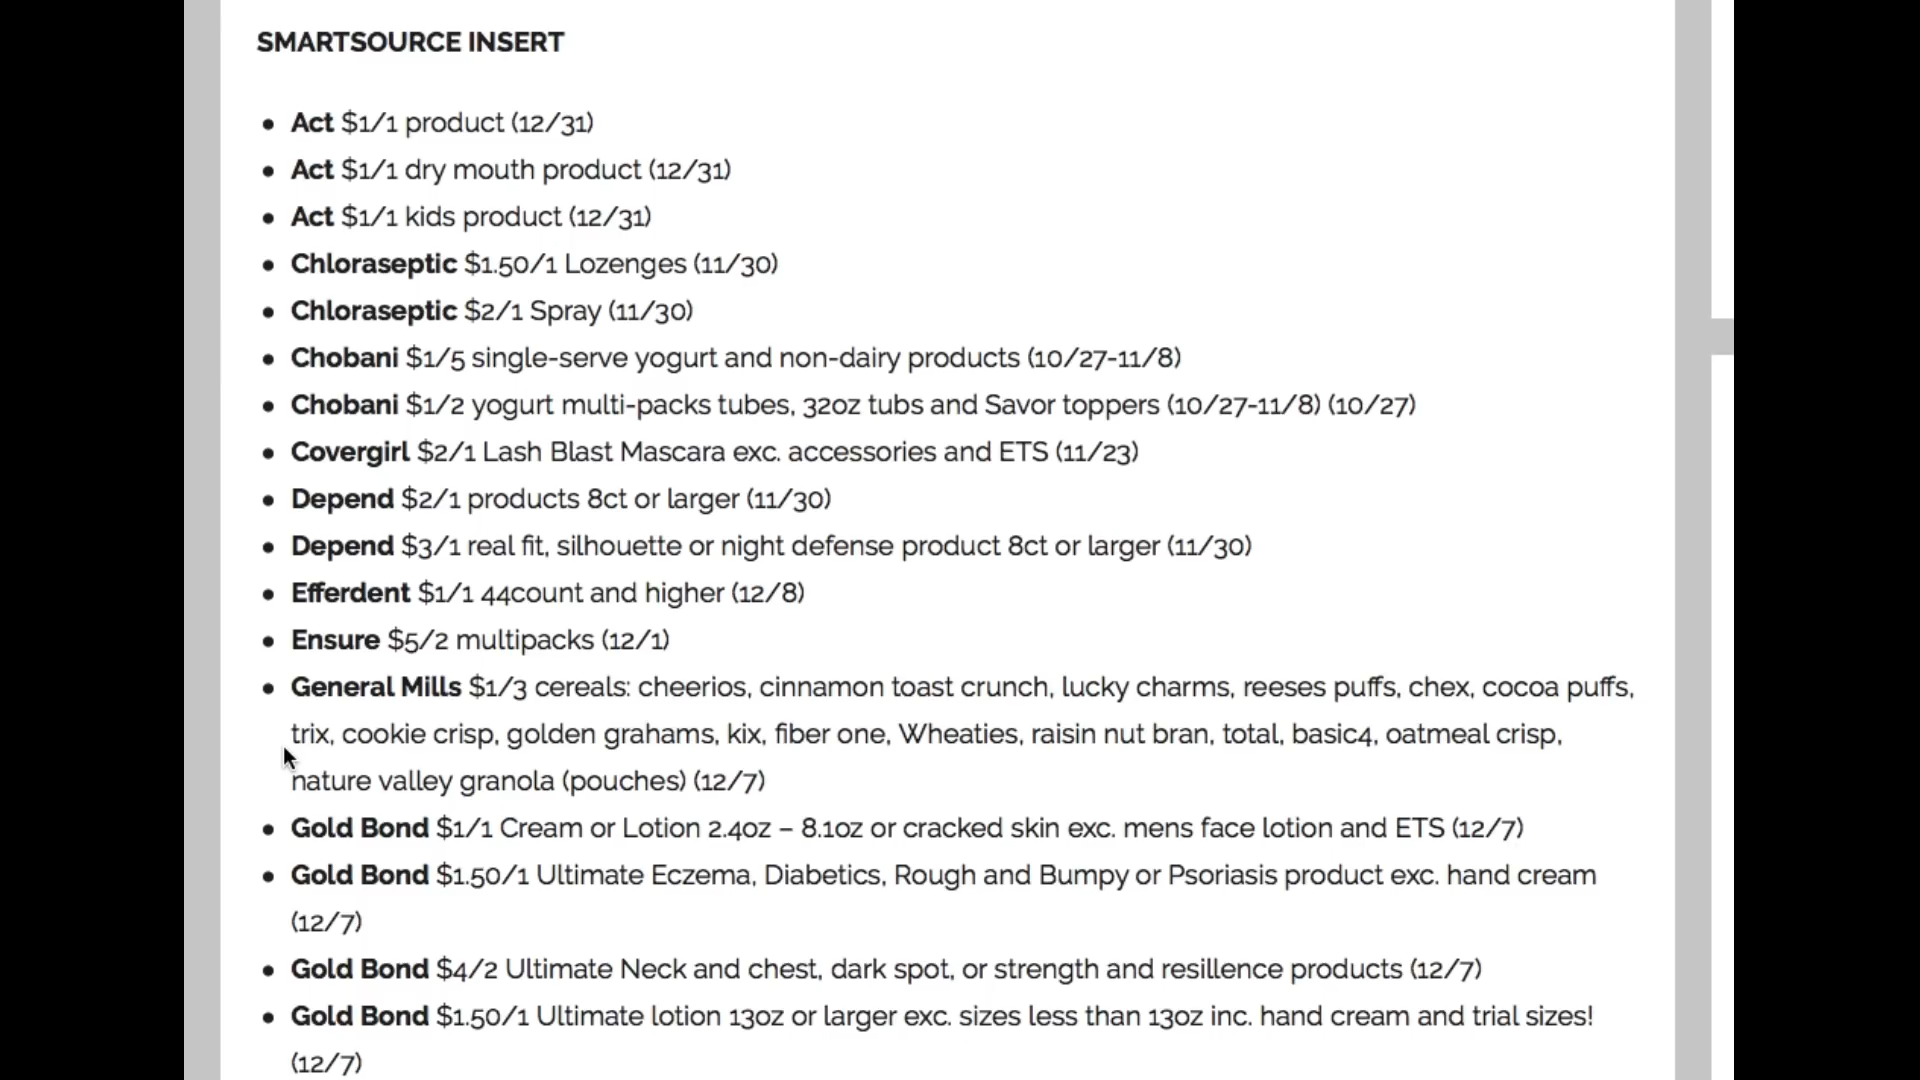 SMARTSOURCE INSERT
• Act $1/1 product (12/31)
• Act $1/1 dry mouth product (12/31)
• Act $1/1 kids product (12/31)
• Chloraseptic $1.50/1 Lozenges (11/30)
• Chloraseptic $2/1 Spray (11/30)
• Chobani $1/5 single-serve yogurt and non-dairy products (10/27-11/8)
• Chobani $1/2 yogurt multi-packs tubes, 32oz tubs and Savor toppers (10/27-11/8) (10/27)
• Covergirl $2/1 Lash Blast Mascara exc. accessories and ETS (11/23)
• Depend $2/1 products 8ct or larger (11/30)
• Depend $3/1 real fit, silhouette or night defense product 8ct or larger (11/30)
• Efferdent $1/1 44count and higher (12/8)
• Ensure $5/2 multipacks (12/1)
• General Mills $1/3 cereals: cheerios, cinnamon toast crunch, lucky charms, reeses puffs, chex, cocoa puffs,
trix, cookie crisp, golden grahams, kix, fiber one, Wheaties, raisin nut bran, total, basic4, oatmeal crisp,
nature valley granola (pouches) (12/7)
• Gold Bond $1/1 Cream or Lotion 2.4oz – 8.1oz or cracked skin exc. mens face lotion and ETS (12/7)
• Gold Bond $1.50/1 Ultimate Eczema, Diabetics, Rough and Bumpy or Psoriasis product exc. hand cream
(12/7)
• Gold Bond $4/2 Ultimate Neck and chest, dark spot, or strength and resillence products (12/7)
• Gold Bond $1.50/1 Ultimate lotion 13oz or larger exc. sizes less than 13oz inc. hand cream and trial sizes!
(12/7)